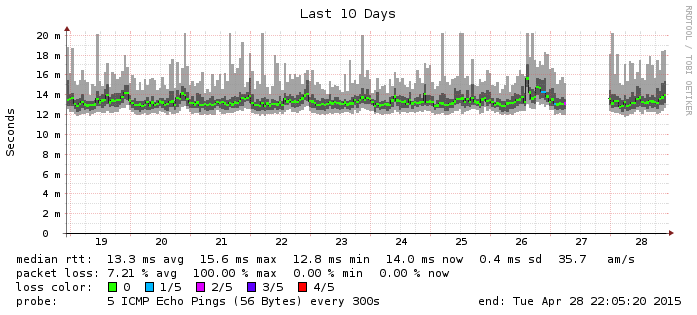 Last 10 Days
RRDTOOL / TOBI OETIKER
Seconds
20 m
18 m
16 m
14 m
12 m
10 m
8 m
6 m
4 m
2 m
0
19 20 21 22 23 24 25 26 27 28
median rtt: 13.3 ms avg 15.6 ms max 12.8 ms min 14.0 ms now 0.4 ms sd 35.7 am/s
packet loss: 7.21 % avg 100.00 % max 0.00 % min 0.00 % now
loss color: 0 1/5 2/5 3/5 4/5
probe: 5 ICMP Echo Pings (56 Bytes) every 300s end: Tue Apr 28 22:05:20 2015